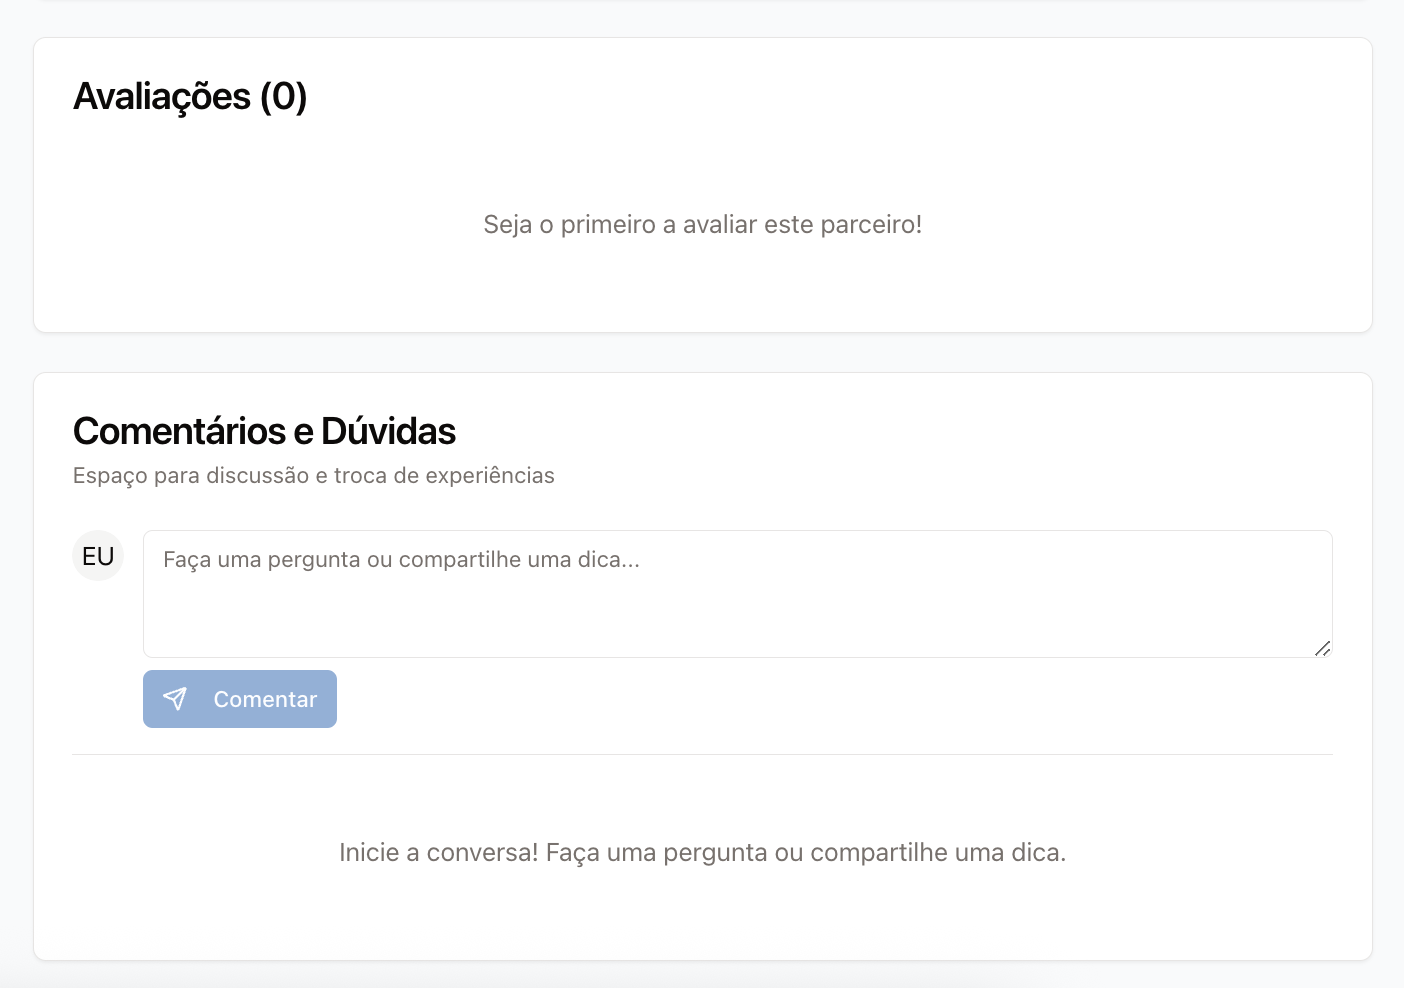 Avaliações (0)
Seja o primeiro a avaliar este parceiro!
Comentários e Dúvidas
Espaço para discussão e troca de experiências
EU
Faça uma pergunta ou compartilhe uma dica...
Comentar
Inicie a conversa! Faça uma pergunta ou compartilhe uma dica.